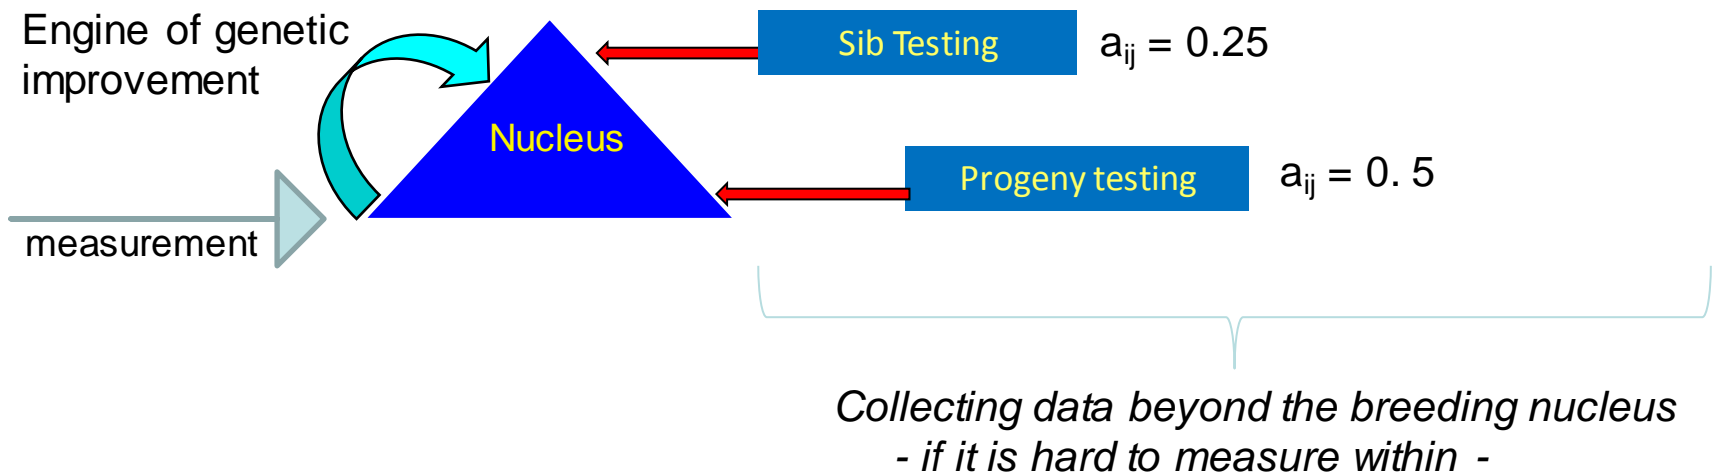 Engine of genetic
improvement
Sib Testing
aij = 0.25
Nucleus
Progeny testing
aij = 0. 5
measurement
Collecting data beyond the breeding nucleus
- if it is hard to measure within -